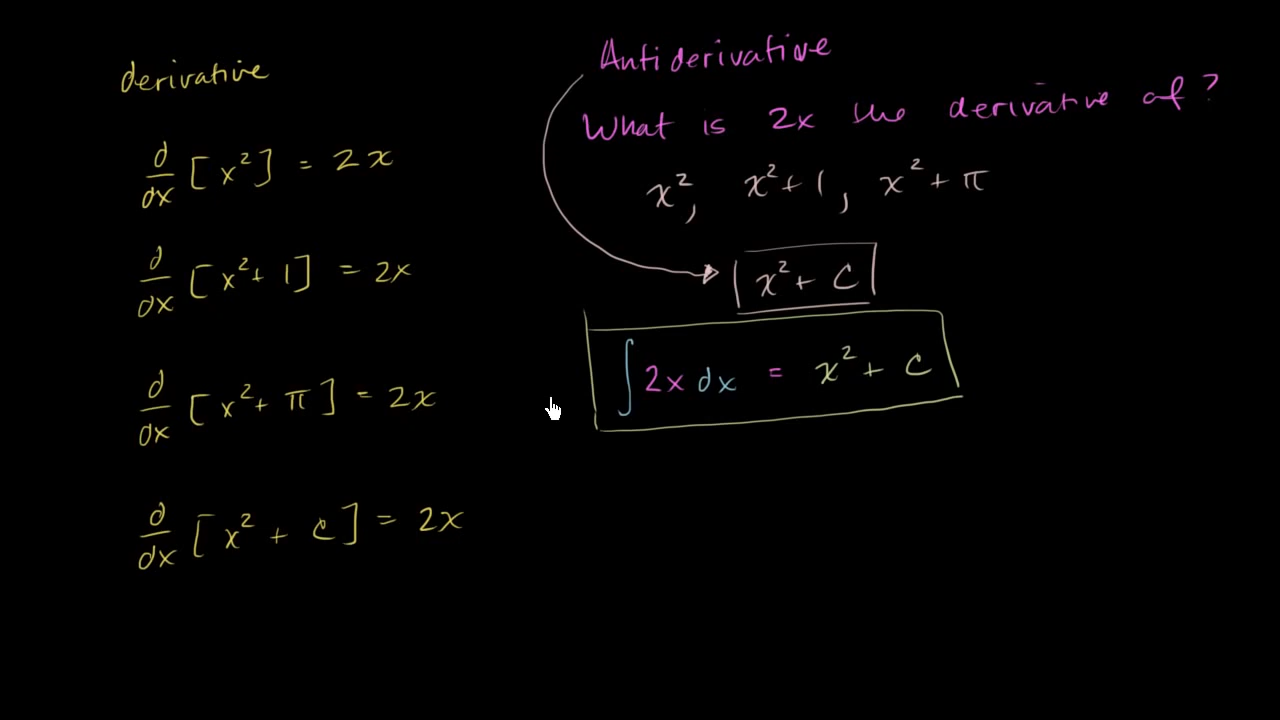 derivative
d/dx [x²] = 2x
d/dx [x² + 1] = 2x
d/dx [x² + π] = 2x
d/dx [x² + c] = 2x
Antiderivative
What is 2x the derivative of?
x², x² + 1, x² + π
x² + C
∫ 2x dx = x² + C